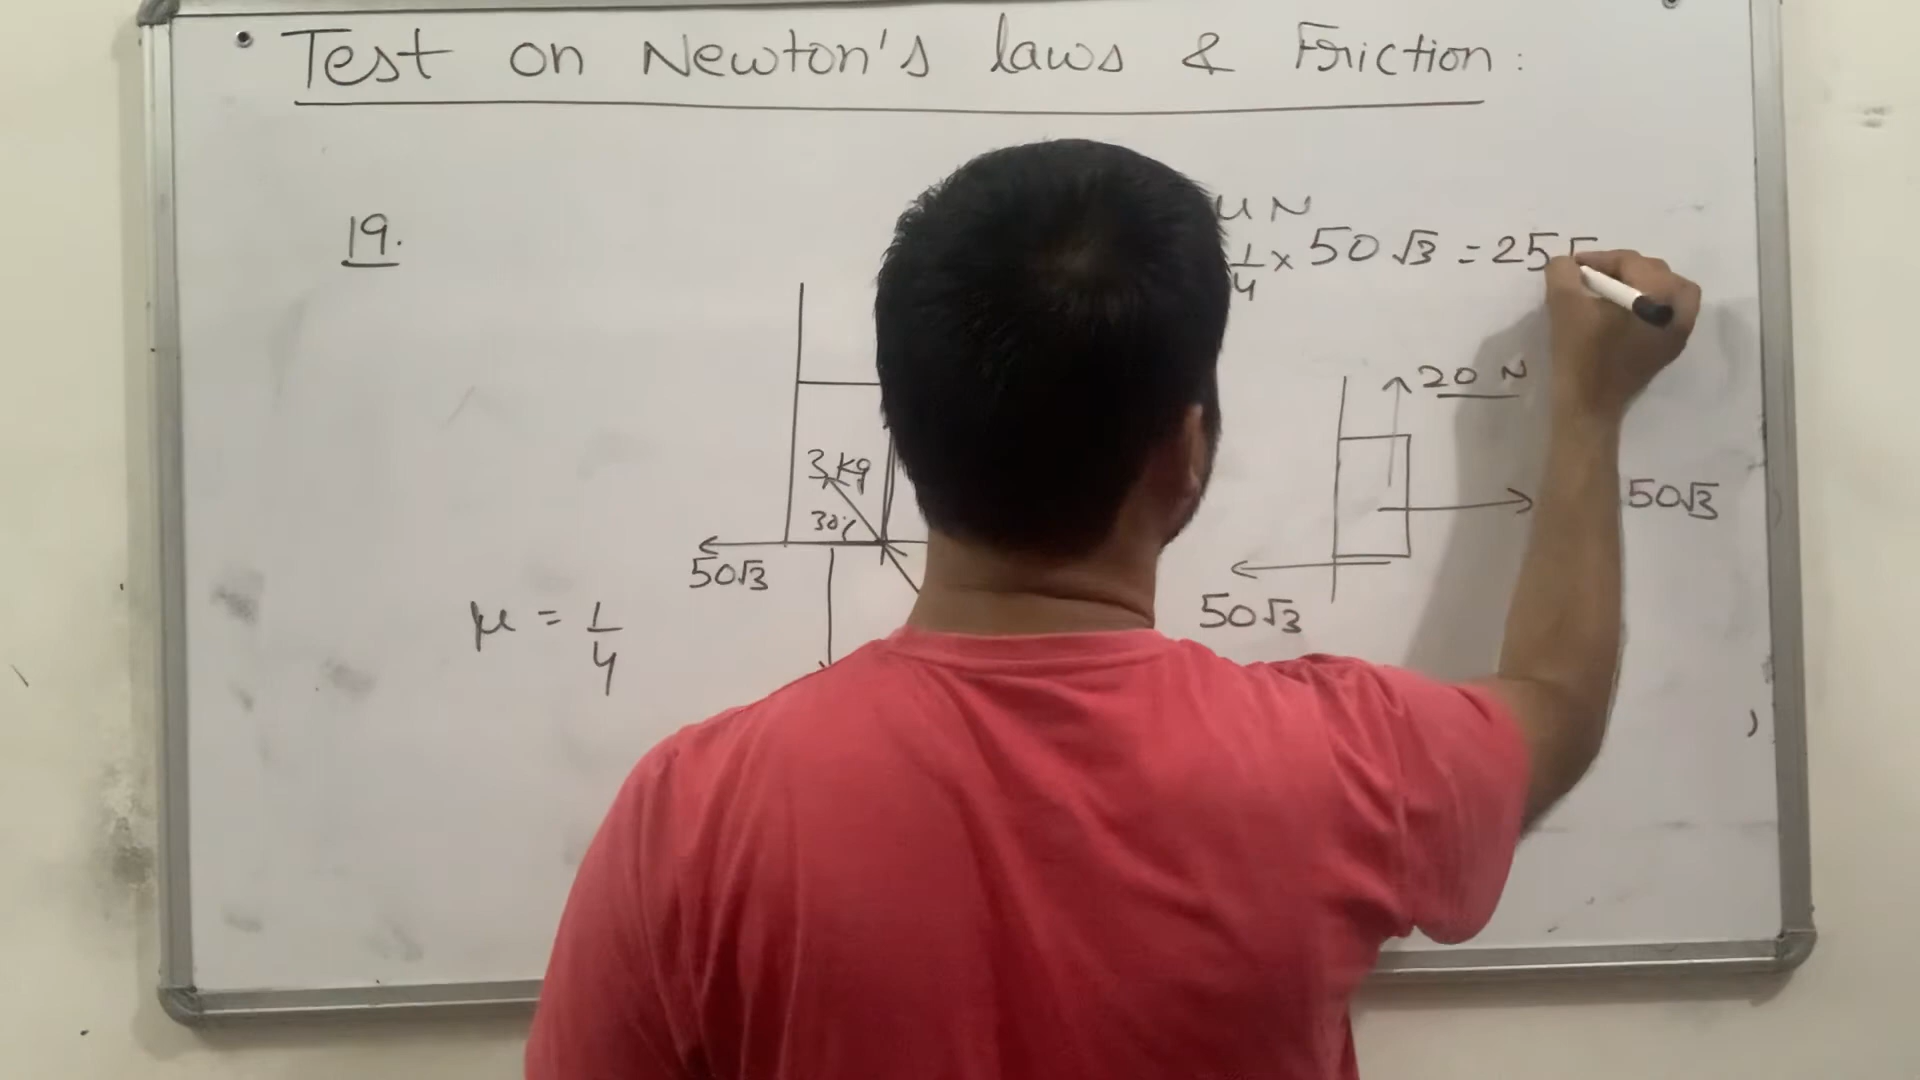 Test on Newton's laws & Friction:
19.
μ N
1/4 × 50 √3 = 25
20 N
3 kg
30°
50√3
50√3
50√3
μ = 1/4